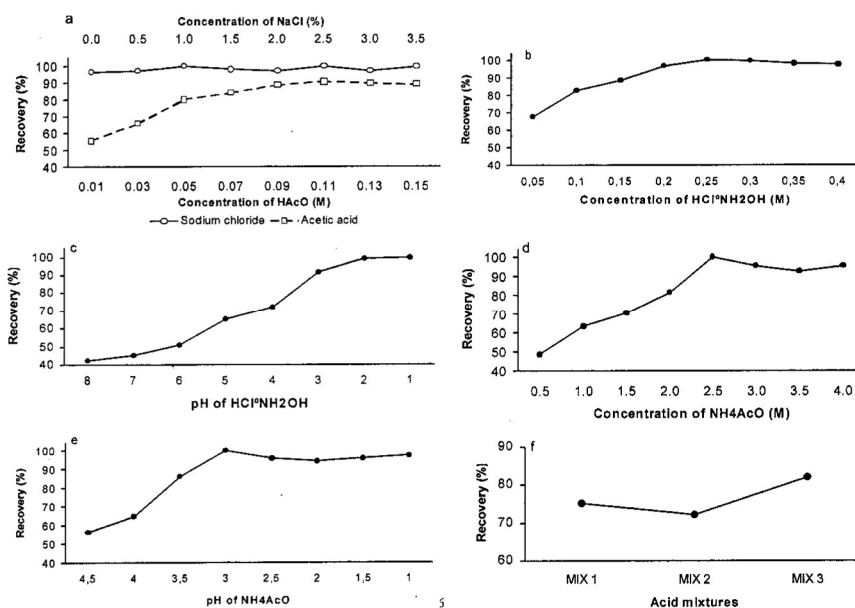 a
Concentration of NaCl (%)
0.0 0.5 1.0 1.5 2.0 2.5 3.0 3.5
Recovery (%)
100
90
80
70
60
50
40
0.01 0.03 0.05 0.07 0.09 0.11 0.13 0.15
Concentration of HAcO (M)
Sodium chloride Acetic acid
b
Recovery (%)
100
90
80
70
60
50
40
0,05 0,1 0,15 0,2 0,25 0,3 0,35 0,4
Concentration of HClºNH2OH (M)
c
Recovery (%)
100
90
80
70
60
50
40
8 7 6 5 4 3 2 1
pH of HClºNH2OH
d
Recovery (%)
100
90
80
70
60
50
40
0.5 1.0 1.5 2.0 2.5 3.0 3.5 4.0
Concentration of NH4AcO (M)
e
Recovery (%)
100
90
80
70
60
50
40
4,5 4 3,5 3 2,5 2 1,5 1
pH of NH4AcO
5
f
Recovery (%)
90
80
70
60
MIX 1 MIX 2 MIX 3
Acid mixtures